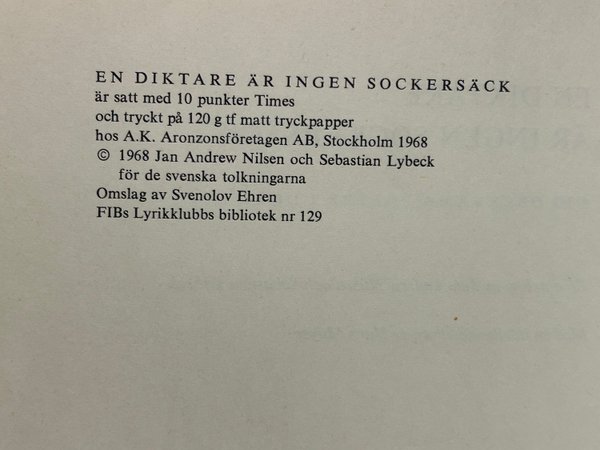 EN DIKTARE ÄR INGEN SOCKERSÄCK
är satt med 10 punkter Times
och tryckt på 120 g tf matt tryckpapper
hos A.K. Aronzonsföretagen AB, Stockholm 1968
© 1968 Jan Andrew Nilsen och Sebastian Lybeck
för de svenska tolkningarna
Omslag av Svenolov Ehren
FIBs Lyrikklubbs bibliotek nr 129